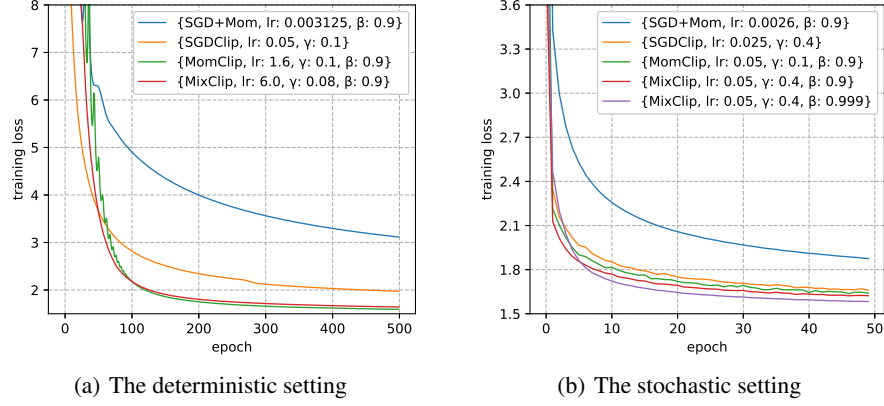 8
7
6
5
4
3
2
training loss
0
100
200
300
400
500
epoch
{SGD+Mom, lr: 0.003125, β: 0.9}
{SGDClip, lr: 0.05, γ: 0.1}
{MomClip, lr: 1.6, γ: 0.1, β: 0.9}
{MixClip, lr: 6.0, γ: 0.08, β: 0.9}
(a) The deterministic setting
3.6
3.3
3.0
2.7
2.4
2.1
1.8
1.5
training loss
0
10
20
30
40
50
epoch
{SGD+Mom, lr: 0.0026, β: 0.9}
{SGDClip, lr: 0.025, γ: 0.4}
{MomClip, lr: 0.05, γ: 0.1, β: 0.9}
{MixClip, lr: 0.05, γ: 0.4, β: 0.9}
{MixClip, lr: 0.05, γ: 0.4, β: 0.999}
(b) The stochastic setting